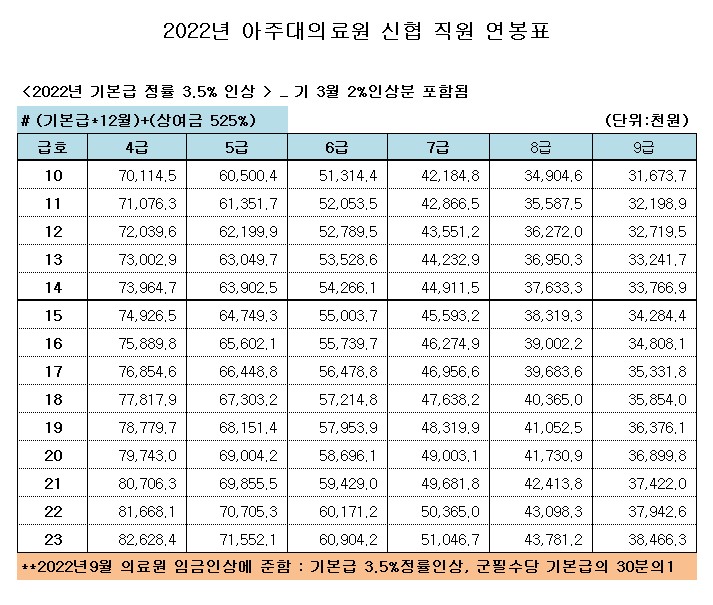 2022년 아주대의료원 신협 직원 연봉표
<2022년 기본급 정률 3.5% 인상 > _ 기 3월 2%인상분 포함됨
# (기본급*12월)+(상여금 525%) (단위:천원)
급호 4급 5급 6급 7급 8급 9급
10 70,114.5 60,500.4 51,314.4 42,184.8 34,904.6 31,673.7
11 71,076.3 61,351.7 52,053.5 42,866.5 35,587.5 32,198.9
12 72,039.6 62,199.9 52,789.5 43,551.2 36,272.0 32,719.5
13 73,002.9 63,049.7 53,528.6 44,232.9 36,950.3 33,241.7
14 73,964.7 63,902.5 54,266.1 44,911.5 37,633.3 33,766.9
15 74,926.5 64,749.3 55,003.7 45,593.2 38,319.3 34,284.4
16 75,889.8 65,602.1 55,739.7 46,274.9 39,002.2 34,808.1
17 76,854.6 66,448.8 56,478.8 46,956.6 39,683.6 35,331.8
18 77,817.9 67,303.2 57,214.8 47,638.2 40,365.0 35,854.0
19 78,779.7 68,151.4 57,953.9 48,319.9 41,052.5 36,376.1
20 79,743.0 69,004.2 58,696.1 49,003.1 41,730.9 36,899.8
21 80,706.3 69,855.5 59,429.0 49,681.8 42,413.8 37,422.0
22 81,668.1 70,705.3 60,171.2 50,365.0 43,098.3 37,942.6
23 82,628.4 71,552.1 60,904.2 51,046.7 43,781.2 38,466.3
**2022년9월 의료원 임금인상에 준함 : 기본급 3.5%정률인상, 군필수당 기본급의 30분의1